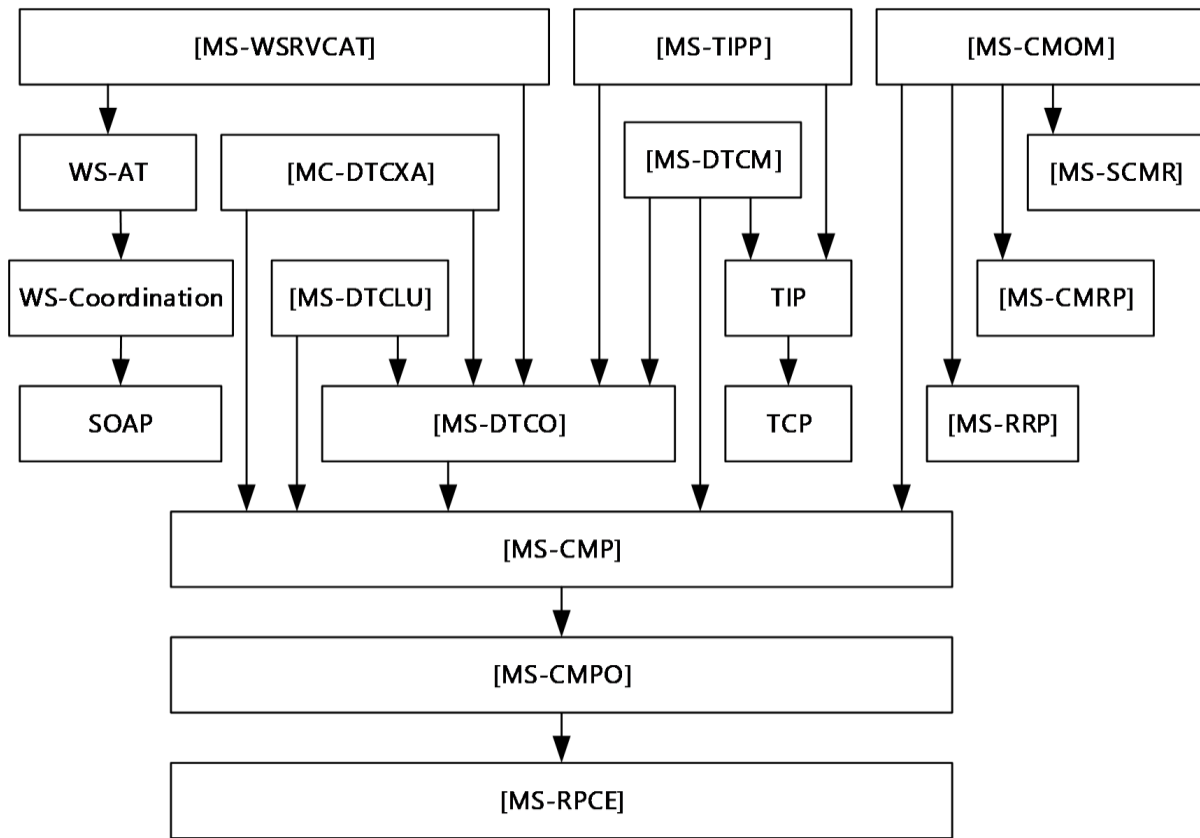 [MS-WSRVCAT]
[MS-TIPP]
[MS-CMOM]
WS-AT
[MC-DTCXA]
[MS-DTCM]
[MS-SCMR]
WS-Coordination
[MS-DTCLU]
TIP
[MS-CMRP]
SOAP
[MS-DTCO]
TCP
[MS-RRP]
[MS-CMP]
[MS-CMPO]
[MS-RPCE]